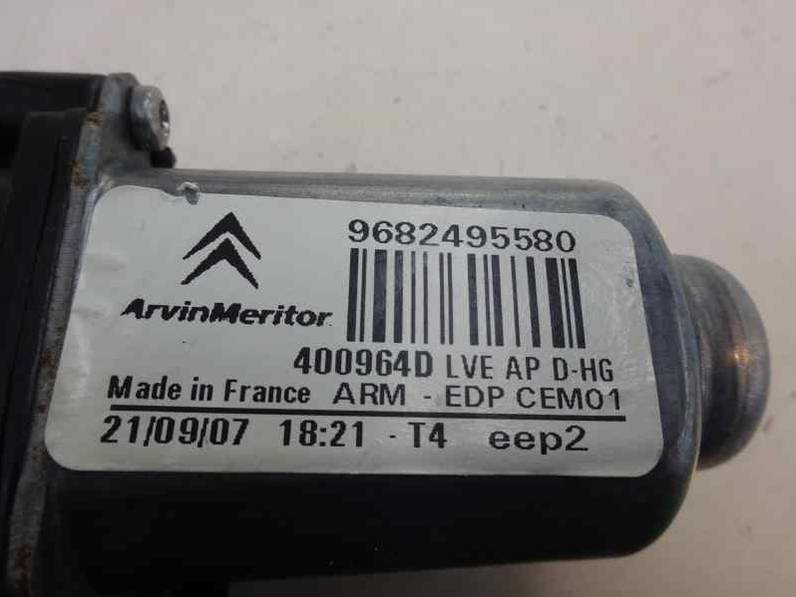 9682495580
ArvinMeritor
400964D LVE AP D-HG
Made in France ARM - EDP CEM01
21/09/07 18:21 - T4 eep2